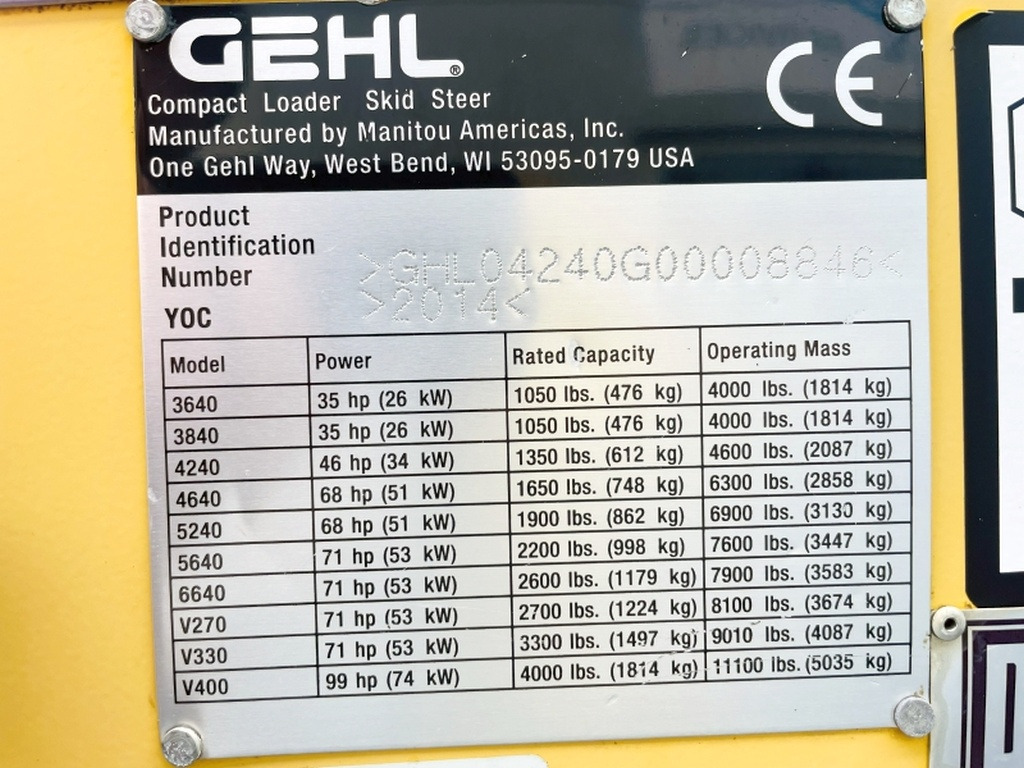 GEHL®
CE
Compact Loader Skid Steer
Manufactured by Manitou Americas, Inc.
One Gehl Way, West Bend, WI 53095-0179 USA
Product
Identification
Number
>GHL04240G00008846<
>2014<
YOC
Model Power Rated Capacity Operating Mass
3640 35 hp (26 kW) 1050 lbs. (476 kg) 4000 lbs. (1814 kg)
3840 35 hp (26 kW) 1050 lbs. (476 kg) 4000 lbs. (1814 kg)
4240 46 hp (34 kW) 1350 lbs. (612 kg) 4600 lbs. (2087 kg)
4640 68 hp (51 kW) 1650 lbs. (748 kg) 6300 lbs. (2858 kg)
5240 68 hp (51 kW) 1900 lbs. (862 kg) 6900 lbs. (3130 kg)
5640 71 hp (53 kW) 2200 lbs. (998 kg) 7600 lbs. (3447 kg)
6640 71 hp (53 kW) 2600 lbs. (1179 kg) 7900 lbs. (3583 kg)
V270 71 hp (53 kW) 2700 lbs. (1224 kg) 8100 lbs. (3674 kg)
V330 71 hp (53 kW) 3300 lbs. (1497 kg) 9010 lbs. (4087 kg)
V400 99 hp (74 kW) 4000 lbs. (1814 kg) 11100 lbs. (5035 kg)